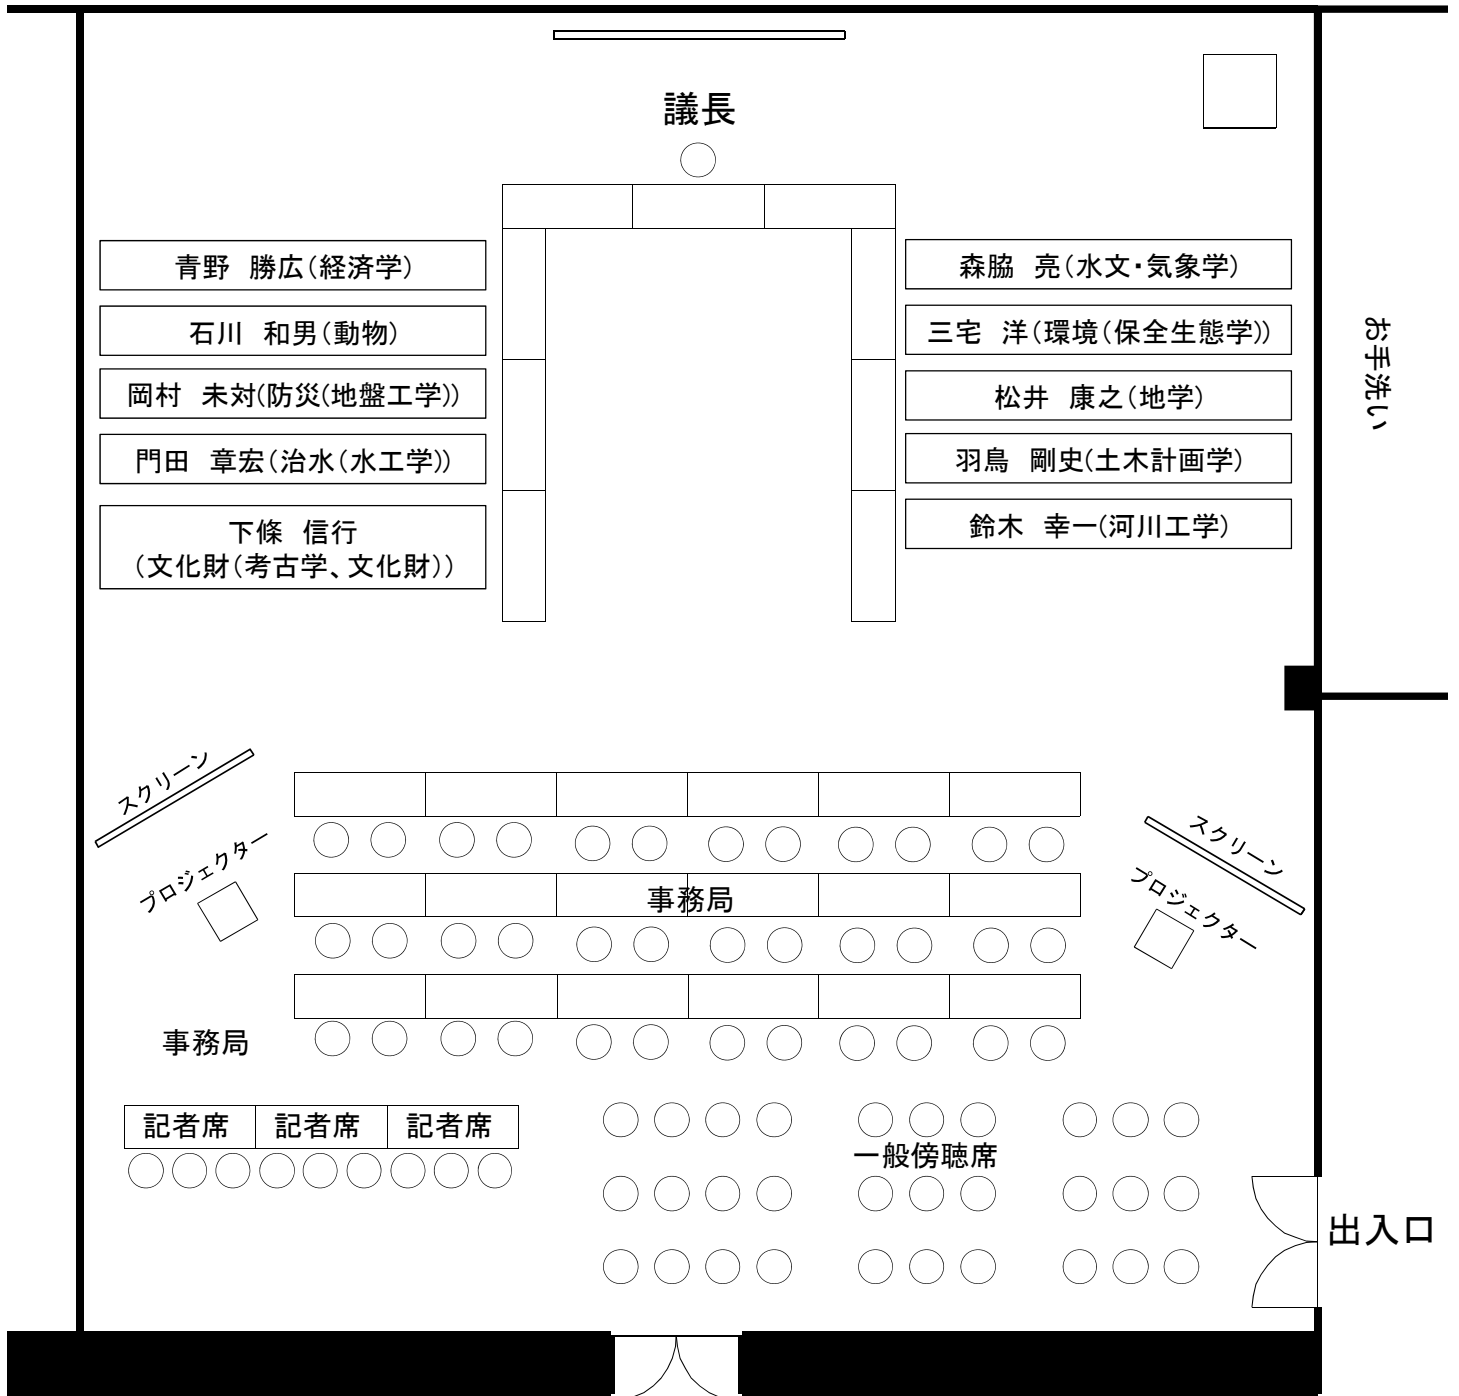 議長
青野　勝広(経済学)
石川　和男(動物)
岡村　未対(防災(地盤工学))
門田　章宏(治水(水工学))
下條　信行
(文化財(考古学、文化財))
森脇　亮(水文・気象学)
三宅　洋(環境(保全生態学))
松井　康之(地学)
羽鳥　剛史(土木計画学)
鈴木　幸一(河川工学)
お手洗い
スクリーン
プロジェクター
スクリーン
プロジェクター
事務局
事務局
記者席
記者席
記者席
一般傍聴席
出入口